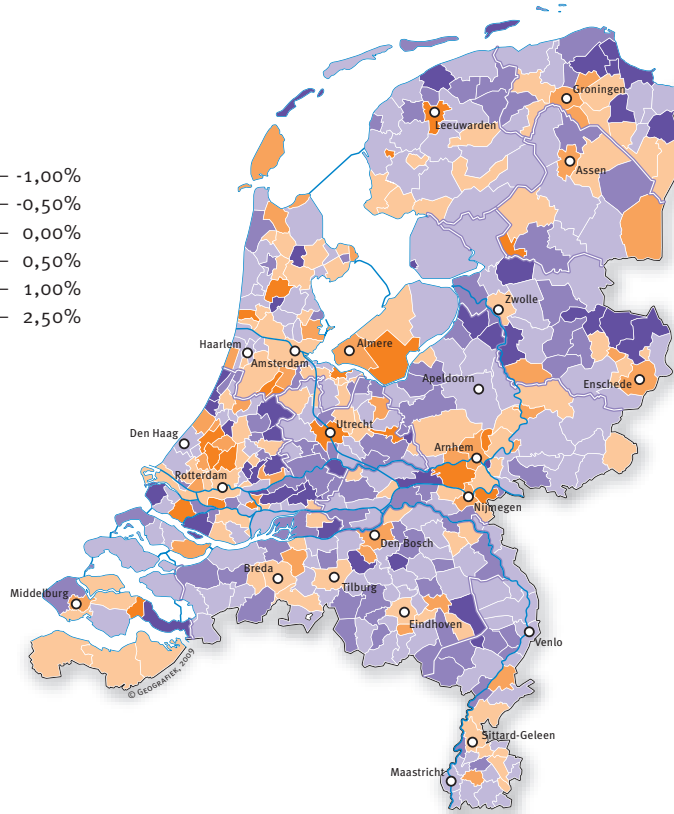 Groningen
Leeuwarden
Assen
-1,00%
-0,50%
0,00%
0,50%
1,00%
2,50%
Zwolle
Haarlem
Almere
Amsterdam
Apeldoorn
Enschede
Utrecht
Den Haag
Arnhem
Rotterdam
Nijmegen
Den Bosch
Breda
Tilburg
Middelburg
Eindhoven
Venlo
© Geografiek, 2009
Sittard-Geleen
Maastricht